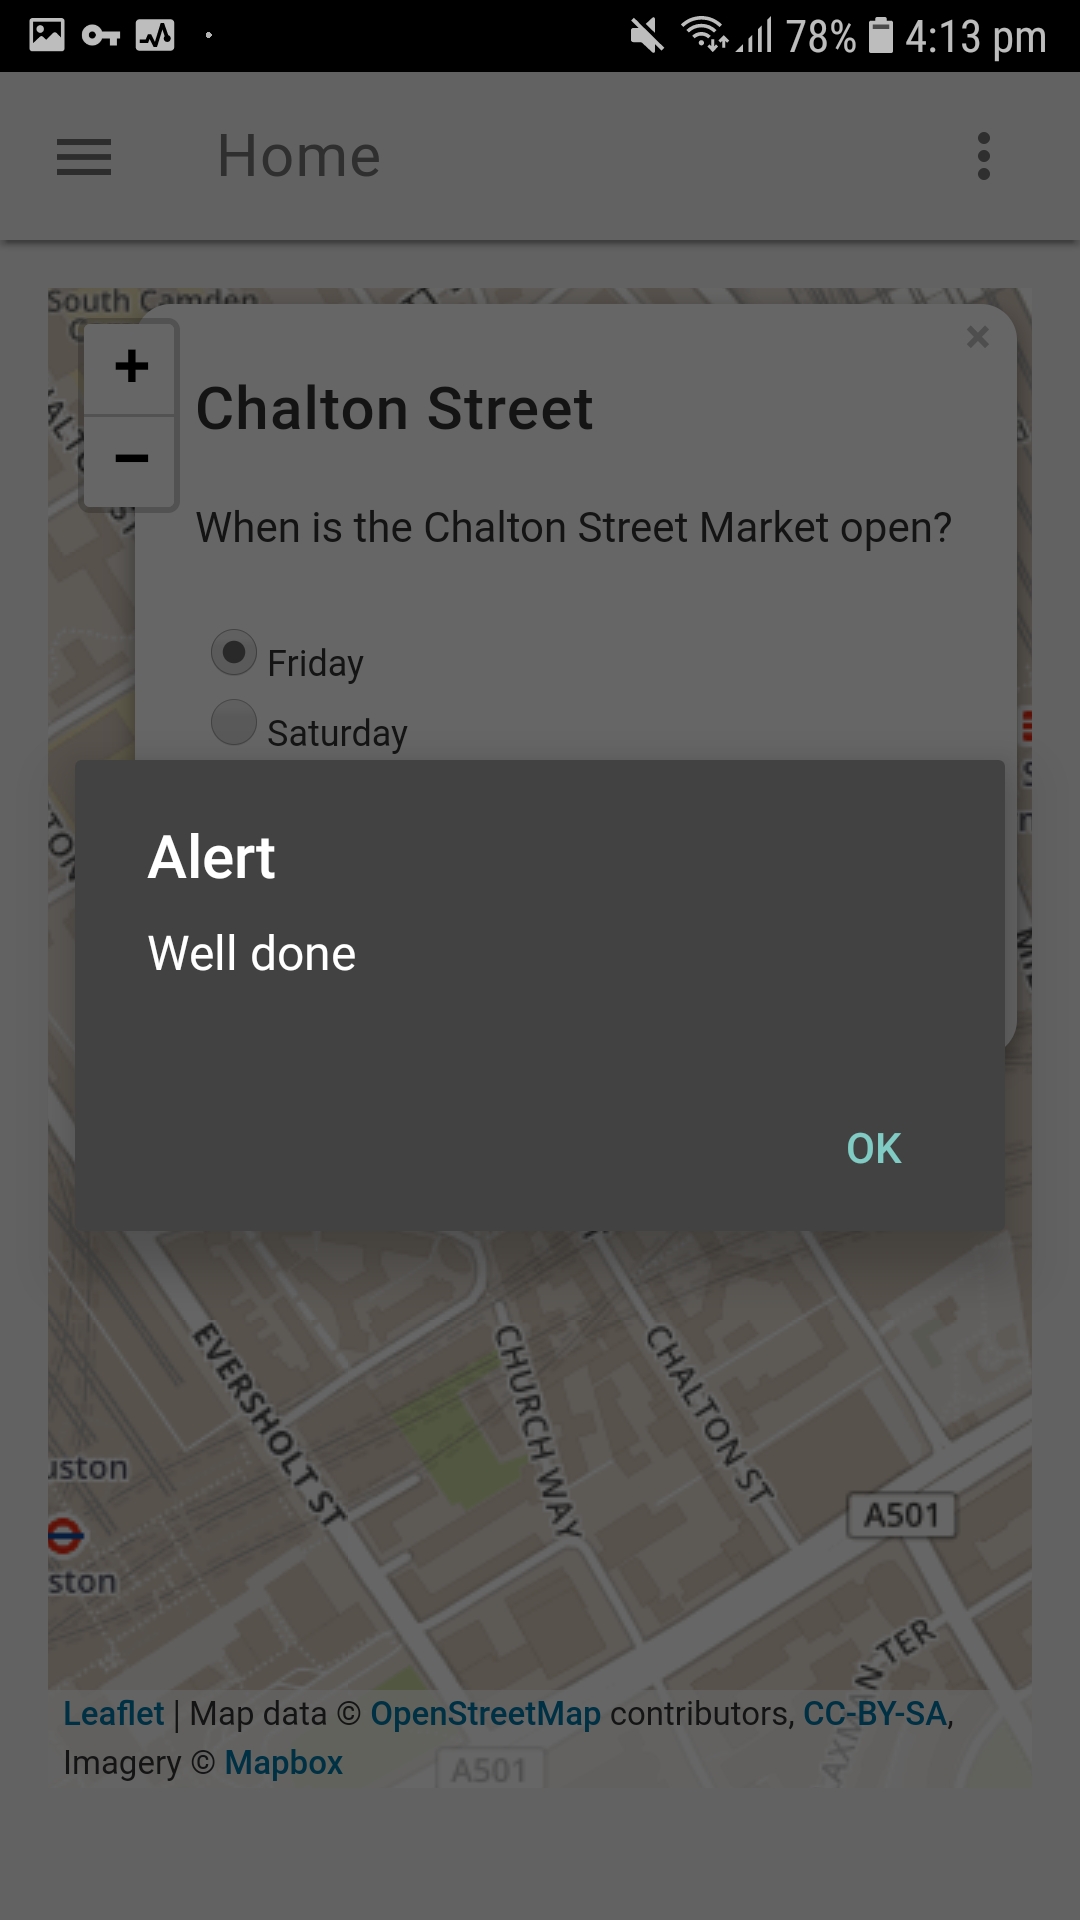 78% 4:13 pm
Home
South Camden
+
−
×
Chalton Street
When is the Chalton Street Market open?
Friday
Saturday
Alert
Well done
OK
EVERSHOLT ST
CHURCH WAY
CHALTON ST
uston
A501
ston
TER
Leaflet | Map data © OpenStreetMap contributors, CC-BY-SA,
Imagery © Mapbox
A501